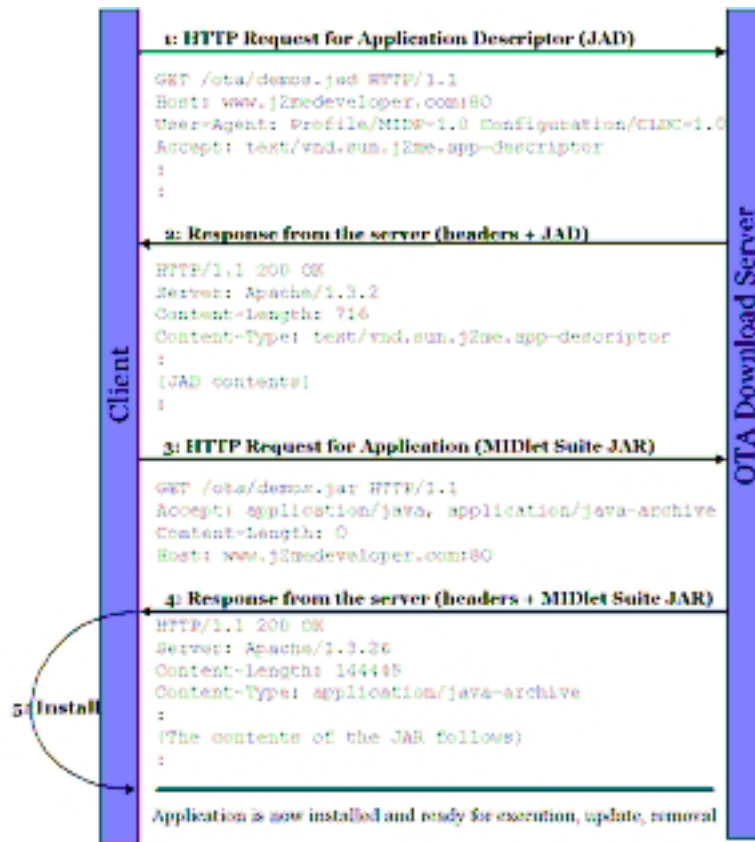 1: HTTP Request for Application Descriptor (JAD)
GET /ota/demos.jad HTTP/1.1
Host: www.j2medeveloper.com:80
User-Agent: Profile/MIDP-1.0 Configuration/CLDC-1.0
Accept: text/vnd.sun.j2me.app-descriptor
:
:
2: Response from the server (headers + JAD)
HTTP/1.1 200 OK
Server: Apache/1.3.2
Content-Length: 716
Content-Type: text/vnd.sun.j2me.app-descriptor
:
(JAD contents)
:
Client
OTA Download Server
3: HTTP Request for Application (MIDlet Suite JAR)
GET /ota/demos.jar HTTP/1.1
Accept: application/java, application/java-archive
Content-Length: 0
Host: www.j2medeveloper.com:80
4: Response from the server (headers + MIDlet Suite JAR)
HTTP/1.1 200 OK
Server: Apache/1.3.26
Content-length: 144445
Content-Type: application/java-archive
:
(The contents of the JAR follows)
:
5: Install
Application is now installed and ready for execution, update, removal